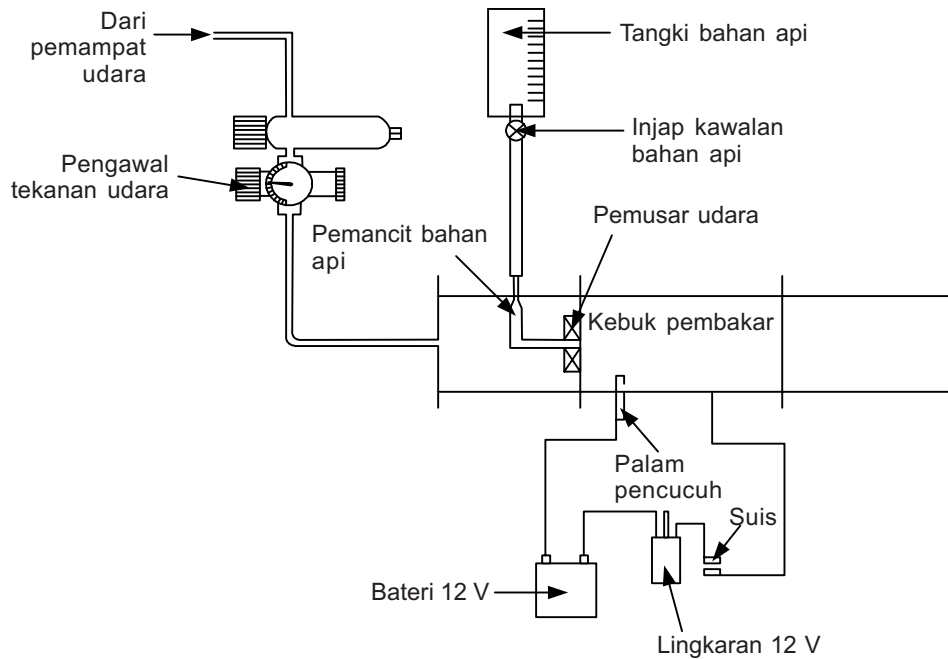 Dari
pemampat
udara
Tangki bahan api
Injap kawalan
bahan api
Pengawal
tekanan udara
Pemusar udara
Pemancit bahan
api
Kebuk pembakar
Palam
pencucuh
Suis
Bateri 12 V
Lingkaran 12 V